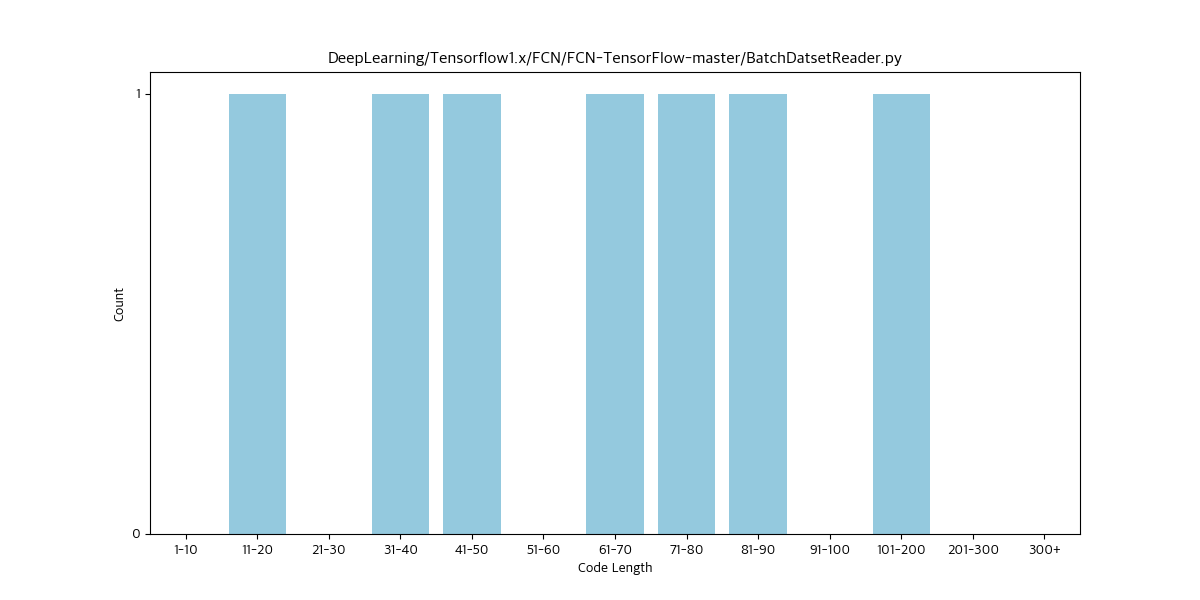 DeepLearning/Tensorflow1.x/FCN/FCN-TensorFlow-master/BatchDatsetReader.py
1
Count
0
1-10 11-20 21-30 31-40 41-50 51-60 61-70 71-80 81-90 91-100 101-200 201-300 300+
Code Length